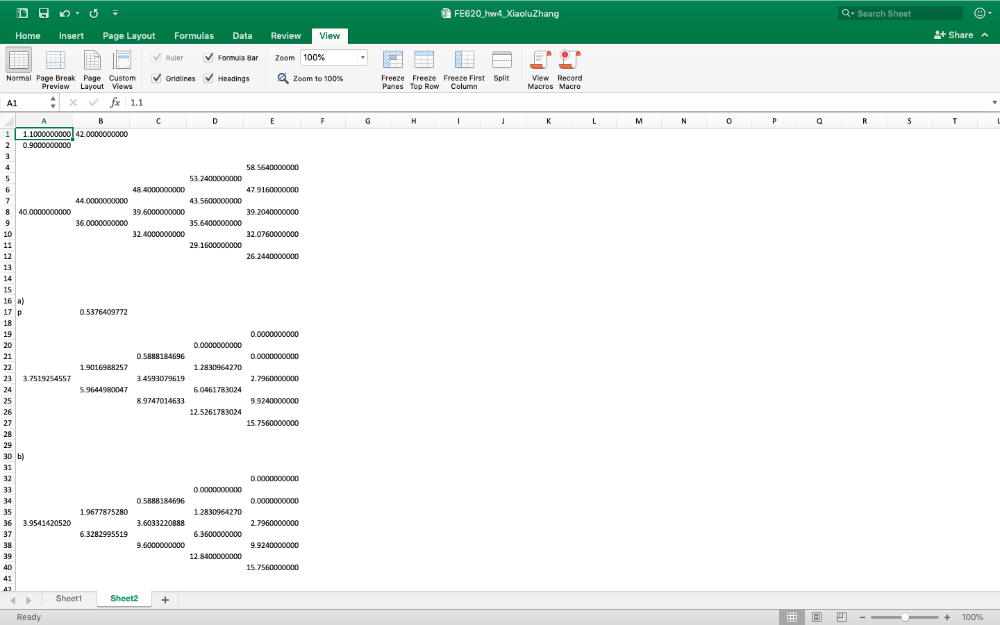 FE620_hw4_XiaoluZhang
Search Sheet
Home Insert Page Layout Formulas Data Review View
Share
Normal
Page Break Preview
Page Layout
Custom Views
Ruler
Formula Bar
Gridlines
Headings
Zoom 100%
Zoom to 100%
Freeze Panes
Freeze Top Row
Freeze First Column
Split
View Macros
Record Macro
A1 fx 1.1
A B C D E F G H I J K L M N O P Q R S T U
1 1.1000000000 42.0000000000
2 0.9000000000
3
4 58.5640000000
5 53.2400000000
6 48.4000000000 47.9160000000
7 44.0000000000 43.5600000000
8 40.0000000000 39.6000000000 39.2040000000
9 36.0000000000 35.6400000000
10 32.4000000000 32.0760000000
11 29.1600000000
12 26.2440000000
13
14
15
16 a)
17 p 0.5376409772
18
19 0.0000000000
20 0.0000000000
21 0.5888184696 0.0000000000
22 1.9016988257 1.2830964270
23 3.7519254557 3.4593079619 2.7960000000
24 5.9644980047 6.0461783024
25 8.9747014633 9.9240000000
26 12.5261783024
27 15.7560000000
28
29
30 b)
31
32 0.0000000000
33 0.0000000000
34 0.5888184696 0.0000000000
35 1.9677875280 1.2830964270
36 3.9541420520 3.6033220888 2.7960000000
37 6.3282995519 6.3600000000
38 9.6000000000 9.9240000000
39 12.8400000000
40 15.7560000000
41
42
Sheet1 Sheet2 +
Ready
100%